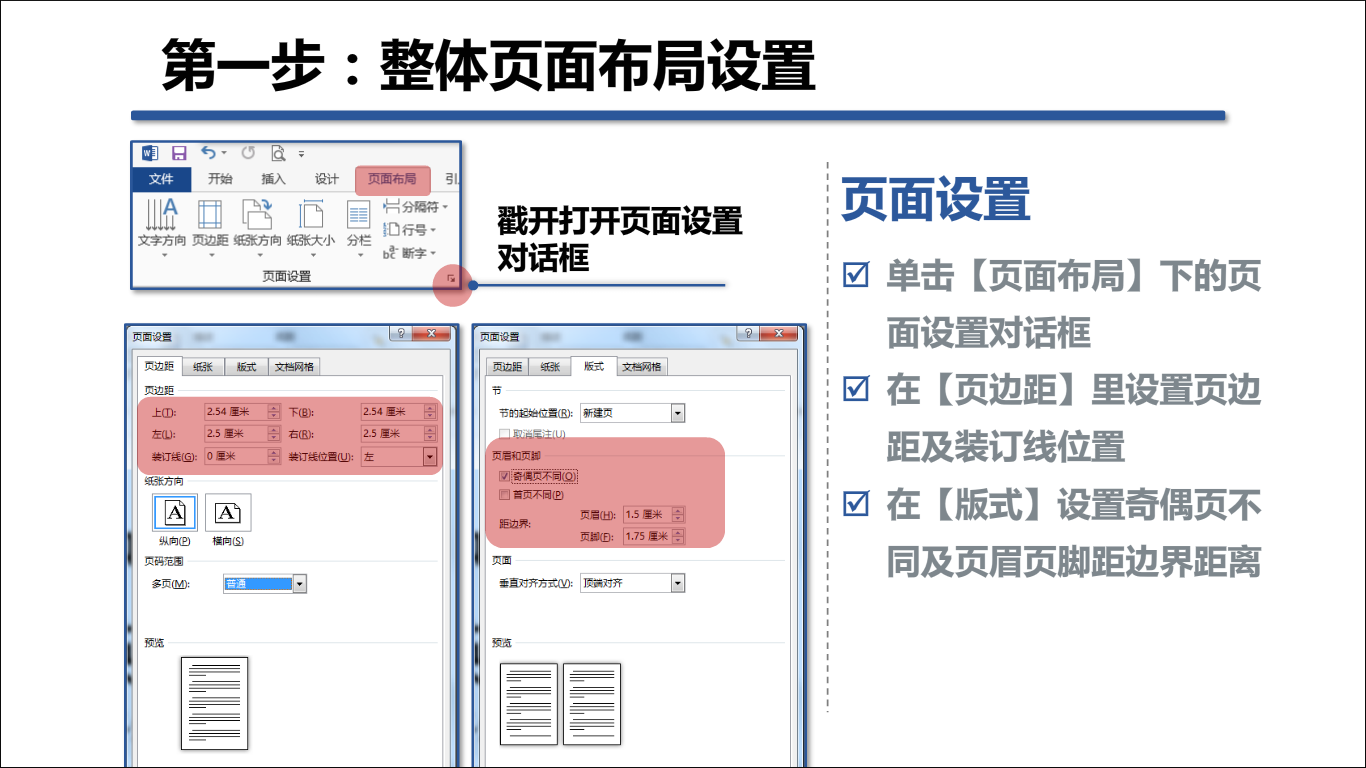 第一步：整体页面布局设置
文件 开始 插入 设计 页面布局 引
文字方向 页边距 纸张方向 纸张大小 分栏 分隔符
行号
断字
页面设置
戳开打开页面设置
对话框
页面设置
页边距 纸张 版式 文档网格
页边距
上(T): 2.54 厘米 下(B): 2.54 厘米
左(L): 2.5 厘米 右(R): 2.5 厘米
装订线(G): 0 厘米 装订线位置(U): 左
纸张方向
A A
纵向(P) 横向(S)
页码范围
多页(M): 普通
预览
页面设置
页边距 纸张 版式 文档网格
节
节的起始位置(R): 新建页
取消尾注(U)
页眉和页脚
奇偶页不同(O)
首页不同(P)
距边界: 页眉(H): 1.5 厘米
页脚(F): 1.75 厘米
页面
垂直对齐方式(V): 顶端对齐
预览
页面设置
单击【页面布局】下的页
面设置对话框
在【页边距】里设置页边
距及装订线位置
在【版式】设置奇偶页不
同及页眉页脚距边界距离